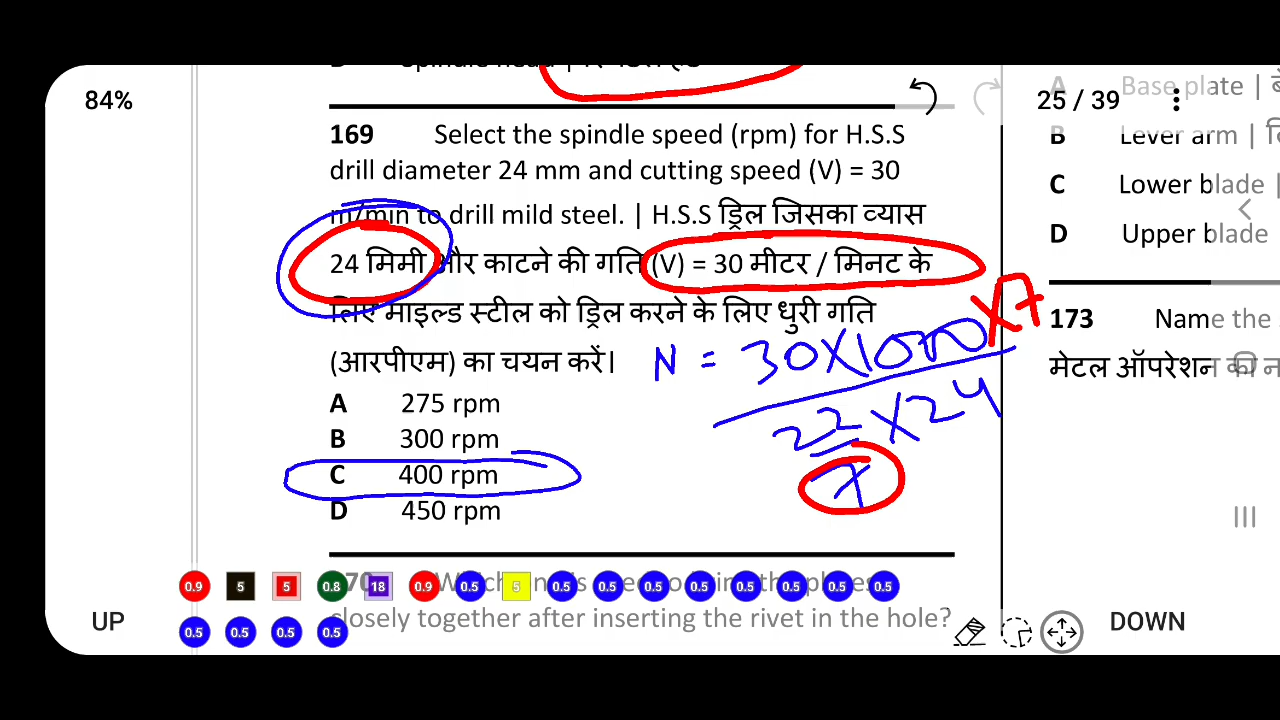 84%
25 / 39
169 Select the spindle speed (rpm) for H.S.S
drill diameter 24 mm and cutting speed (V) = 30
m/min to drill mild steel. | H.S.S ड्रिल जिसका व्यास
24 मिमी और काटने की गति (V) = 30 मीटर / मिनट के
लिए माइल्ड स्टील को ड्रिल करने के लिए धुरी गति
(आरपीएम) का चयन करें।
A 275 rpm
B 300 rpm
C 400 rpm
D 450 rpm
N = 30X1000 X7
22 X24
7
closely together after inserting the rivet in the hole?
A Base plate |
B Lever arm |
C Lower blade |
D Upper blade
173 Name the
मेटल ऑपरेशन का
0.9 5 5 0.8 18 0.9 0.5 5 0.5 0.5 0.5 0.5 0.5 0.5 0.5 0.5
0.5 0.5 0.5 0.5
UP
DOWN